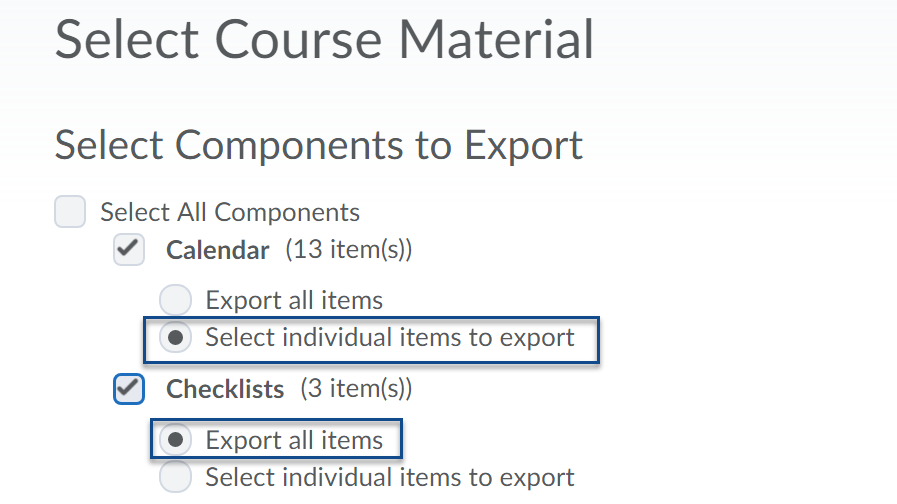 Select Course Material
Select Components to Export
Select All Components
Calendar (13 item(s))
Export all items
Select individual items to export
Checklists (3 item(s))
Export all items
Select individual items to export